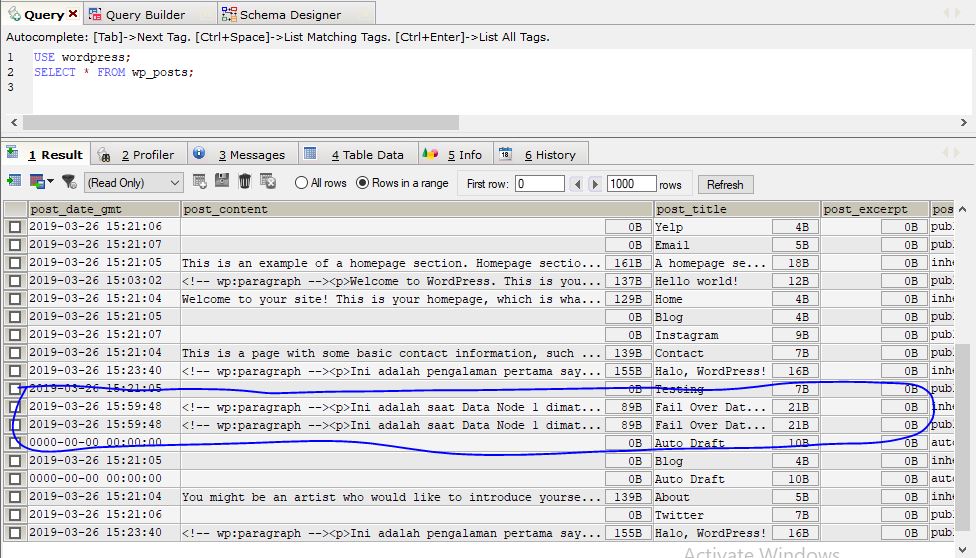 Query Query Builder Schema Designer
Autocomplete: [Tab]->Next Tag. [Ctrl+Space]->List Matching Tags. [Ctrl+Enter]->List All Tags.
1 USE wordpress;
2 SELECT * FROM wp_posts;
3
1 Result 2 Profiler 3 Messages 4 Table Data 5 Info 6 History
(Read Only) All rows Rows in a range First row: 0 1000 rows Refresh
post_date_gmt post_content post_title post_excerpt pos
2019-03-26 15:21:06 0B Yelp 4B 0B publ
2019-03-26 15:21:07 0B Email 5B 0B publ
2019-03-26 15:21:05 This is an example of a homepage section. Homepage sectio... 161B A homepage se... 18B 0B inhe
2019-03-26 15:03:02 <!-- wp:paragraph --><p>Welcome to WordPress. This is you... 137B Hello world! 12B 0B publ
2019-03-26 15:21:04 Welcome to your site! This is your homepage, which is wha... 129B Home 4B 0B inhe
2019-03-26 15:21:05 0B Blog 4B 0B publ
2019-03-26 15:21:07 0B Instagram 9B 0B publ
2019-03-26 15:21:04 This is a page with some basic contact information, such ... 139B Contact 7B 0B inhe
2019-03-26 15:23:40 <!-- wp:paragraph --><p>Ini adalah pengalaman pertama say... 155B Halo, WordPress! 16B 0B inhe
2019-03-26 15:21:05 0B Testing 7B 0B publ
2019-03-26 15:59:48 <!-- wp:paragraph --><p>Ini adalah saat Data Node 1 dimat... 89B Fail Over Dat... 21B 0B inhe
2019-03-26 15:59:48 <!-- wp:paragraph --><p>Ini adalah saat Data Node 1 dimat... 89B Fail Over Dat... 21B 0B publ
0000-00-00 00:00:00 0B Auto Draft 10B 0B auto
2019-03-26 15:21:05 0B Blog 4B 0B inhe
0000-00-00 00:00:00 0B Auto Draft 10B 0B auto
2019-03-26 15:21:04 You might be an artist who would like to introduce yourse... 139B About 5B 0B inhe
2019-03-26 15:21:06 0B Twitter 7B 0B publ
2019-03-26 15:23:40 <!-- wp:paragraph --><p>Ini adalah pengalaman pertama say... 155B Halo, WordPress! 16B 0B publ
Activate Windows